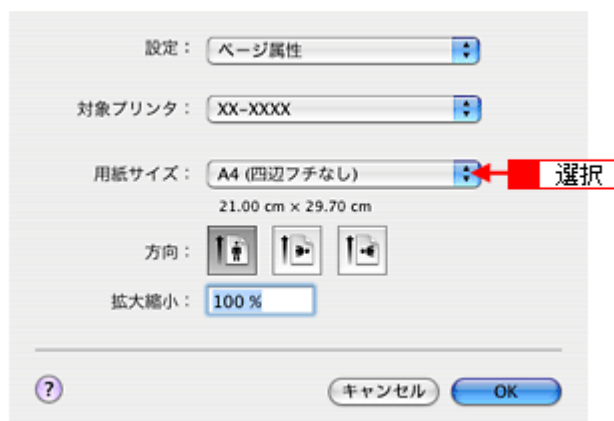 設定： ページ属性
対象プリンタ： XX-XXXX
用紙サイズ： A4 (四辺フチなし) 選択
21.00 cm × 29.70 cm
方向：
拡大縮小： 100 %
? キャンセル OK